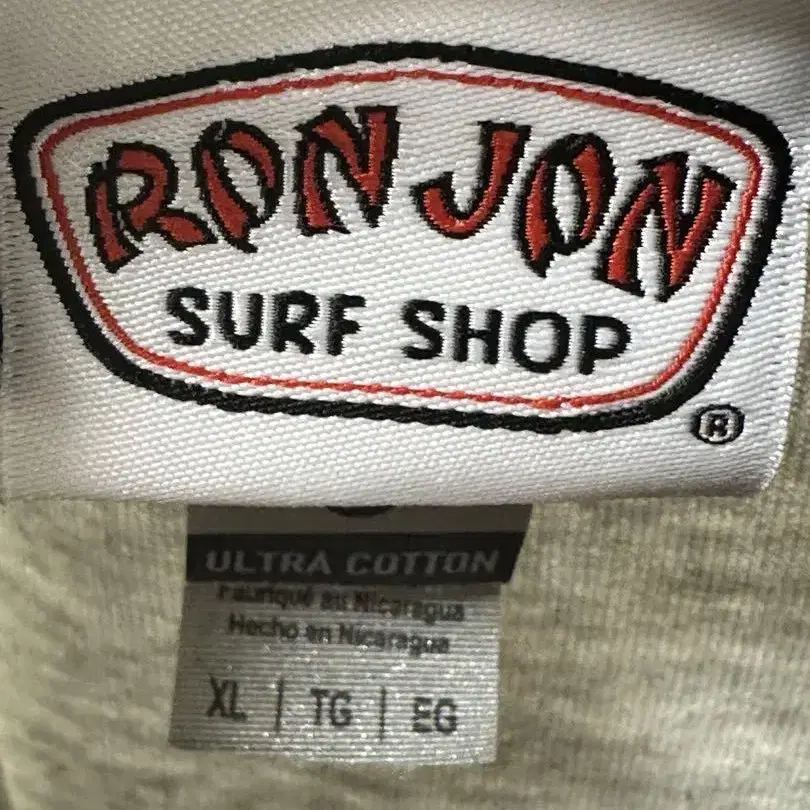 RON JON
SURF SHOP
®
ULTRA COTTON
Fabriqué au Nicaragua
Hecho en Nicaragua
XL | TG | EG